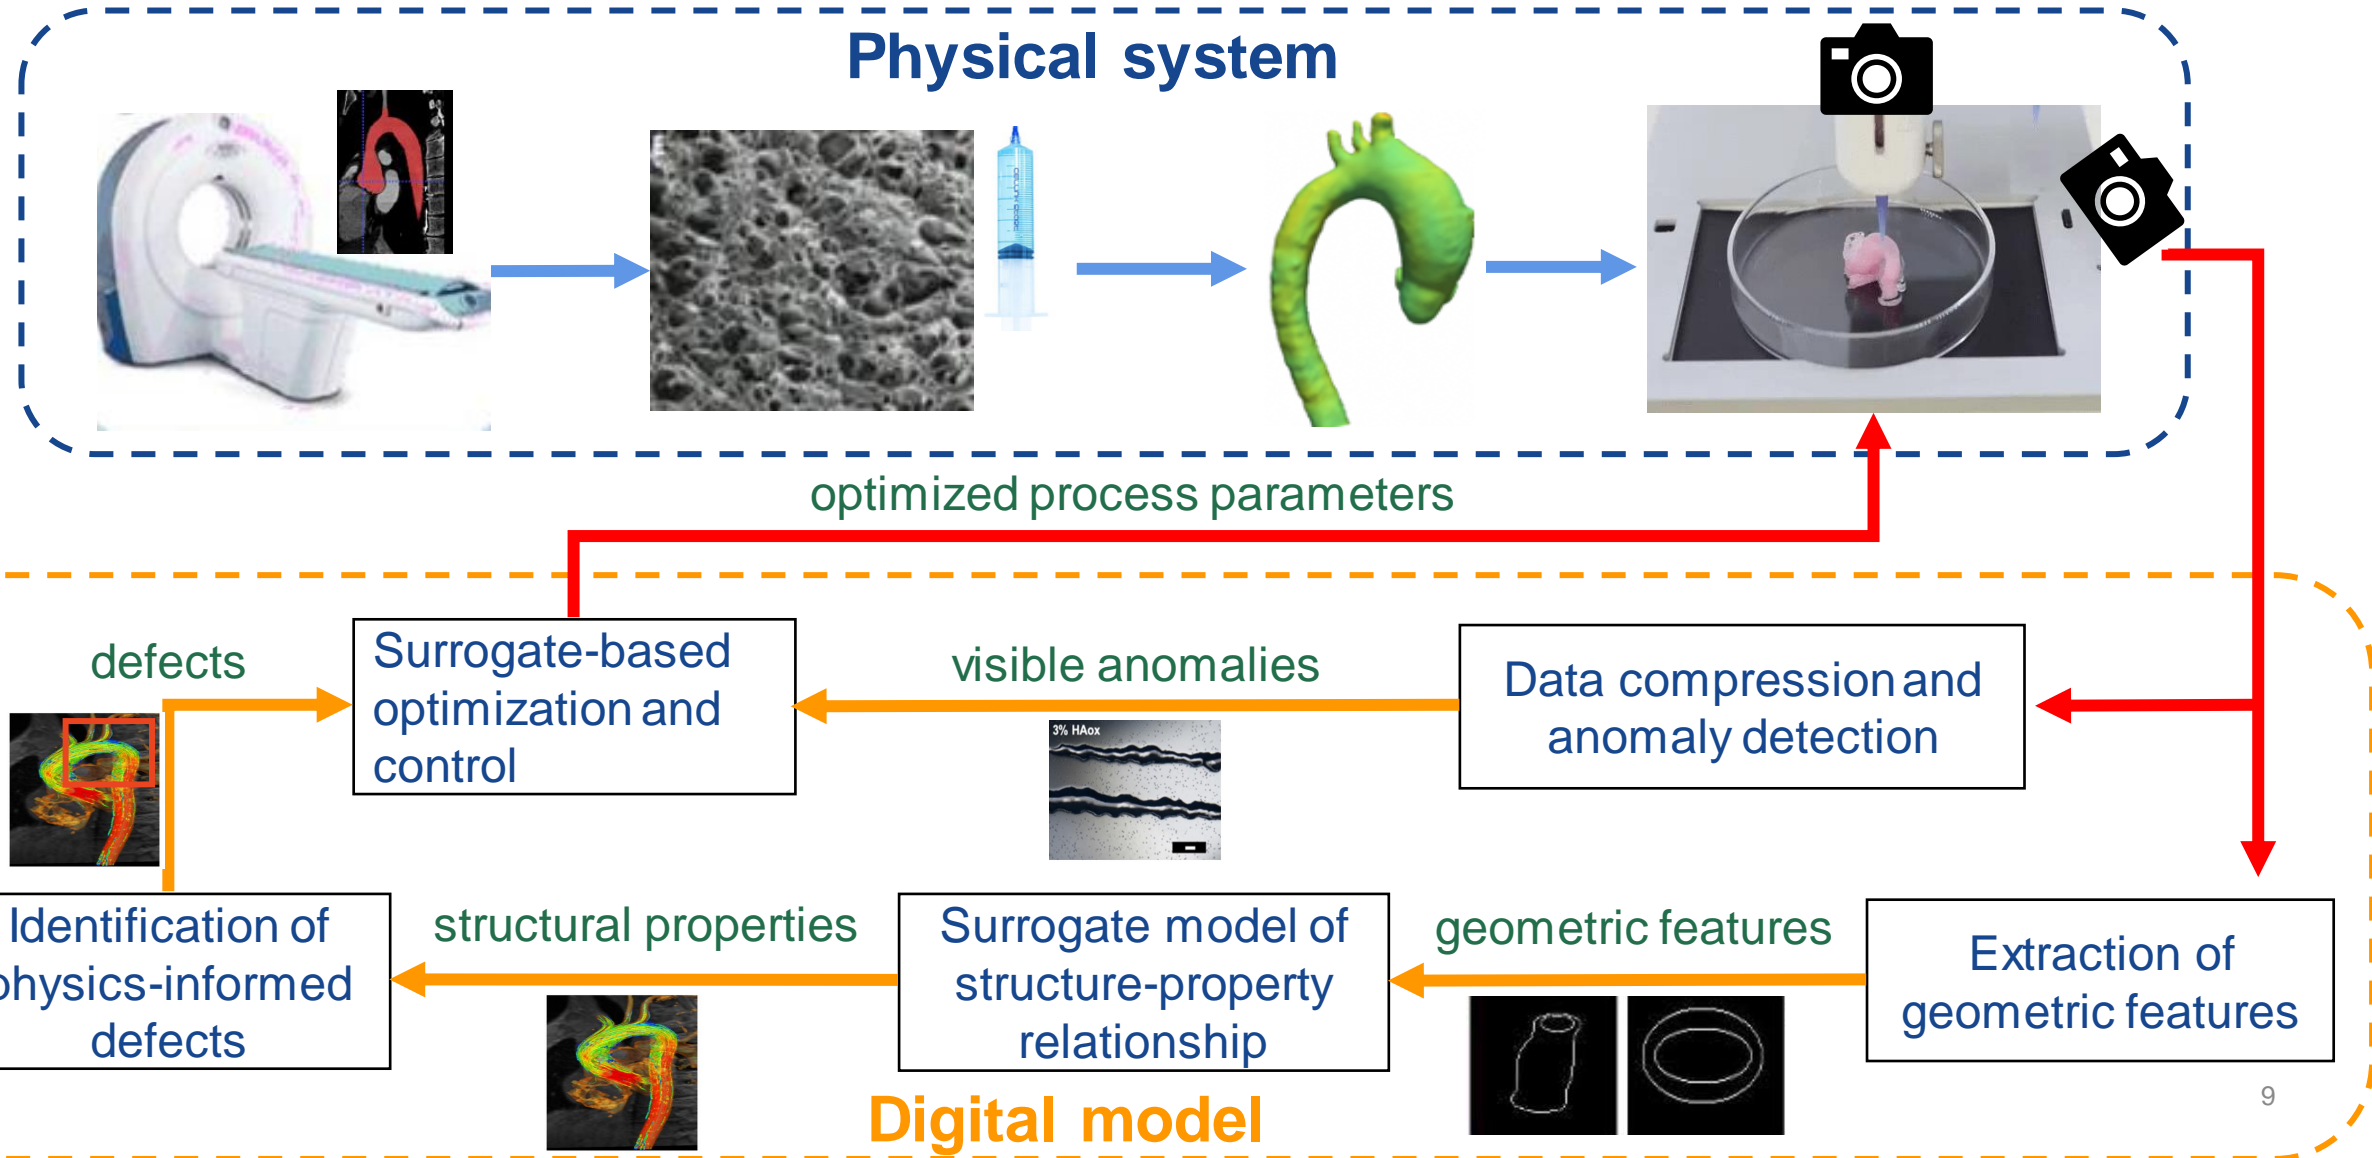 Physical system
optimized process parameters
defects
Surrogate-based
optimization and
control
visible anomalies
3% HAox
Data compression and
anomaly detection
Identification of
physics-informed
defects
structural properties
Surrogate model of
structure-property
relationship
geometric features
Extraction of
geometric features
9
Digital model